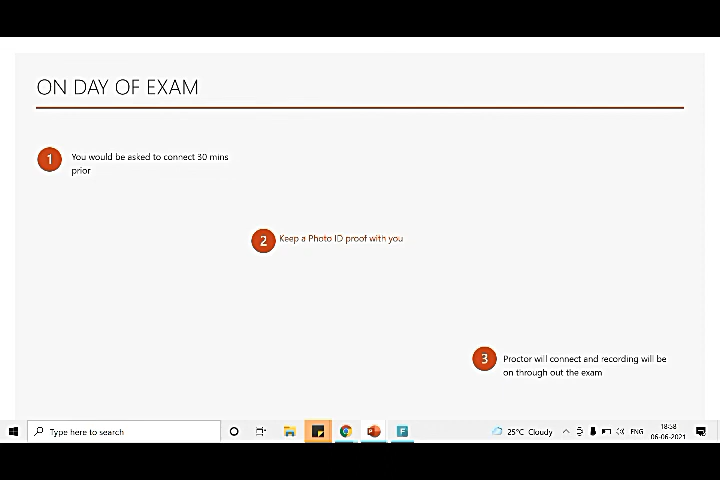 ON DAY OF EXAM
1
You would be asked to connect 30 mins
prior
2
Keep a Photo ID proof with you
3
Proctor will connect and recording will be
on through out the exam
Type here to search
25°C Cloudy
ENG
18:58
06-06-2021